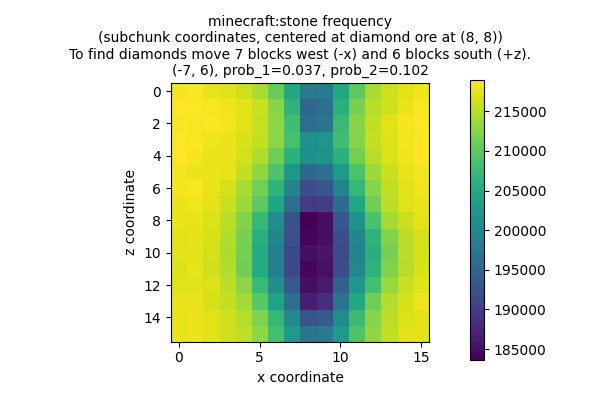 minecraft:stone frequency
(subchunk coordinates, centered at diamond ore at (8, 8))
To find diamonds move 7 blocks west (-x) and 6 blocks south (+z).
(-7, 6), prob_1=0.037, prob_2=0.102
0
2
4
6
8
10
12
14
z coordinate
0 5 10 15
x coordinate
215000
210000
205000
200000
195000
190000
185000